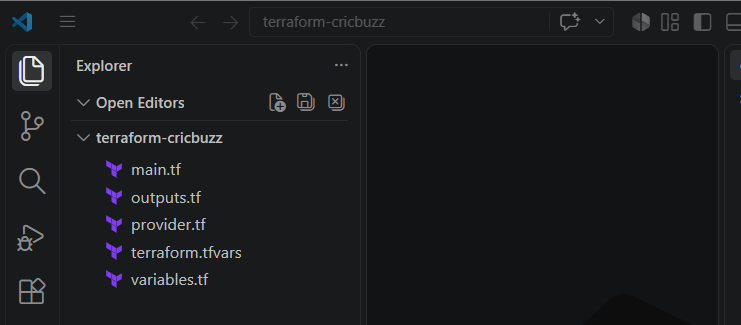 terraform-cricbuzz
Explorer
Open Editors
terraform-cricbuzz
main.tf
outputs.tf
provider.tf
terraform.tfvars
variables.tf